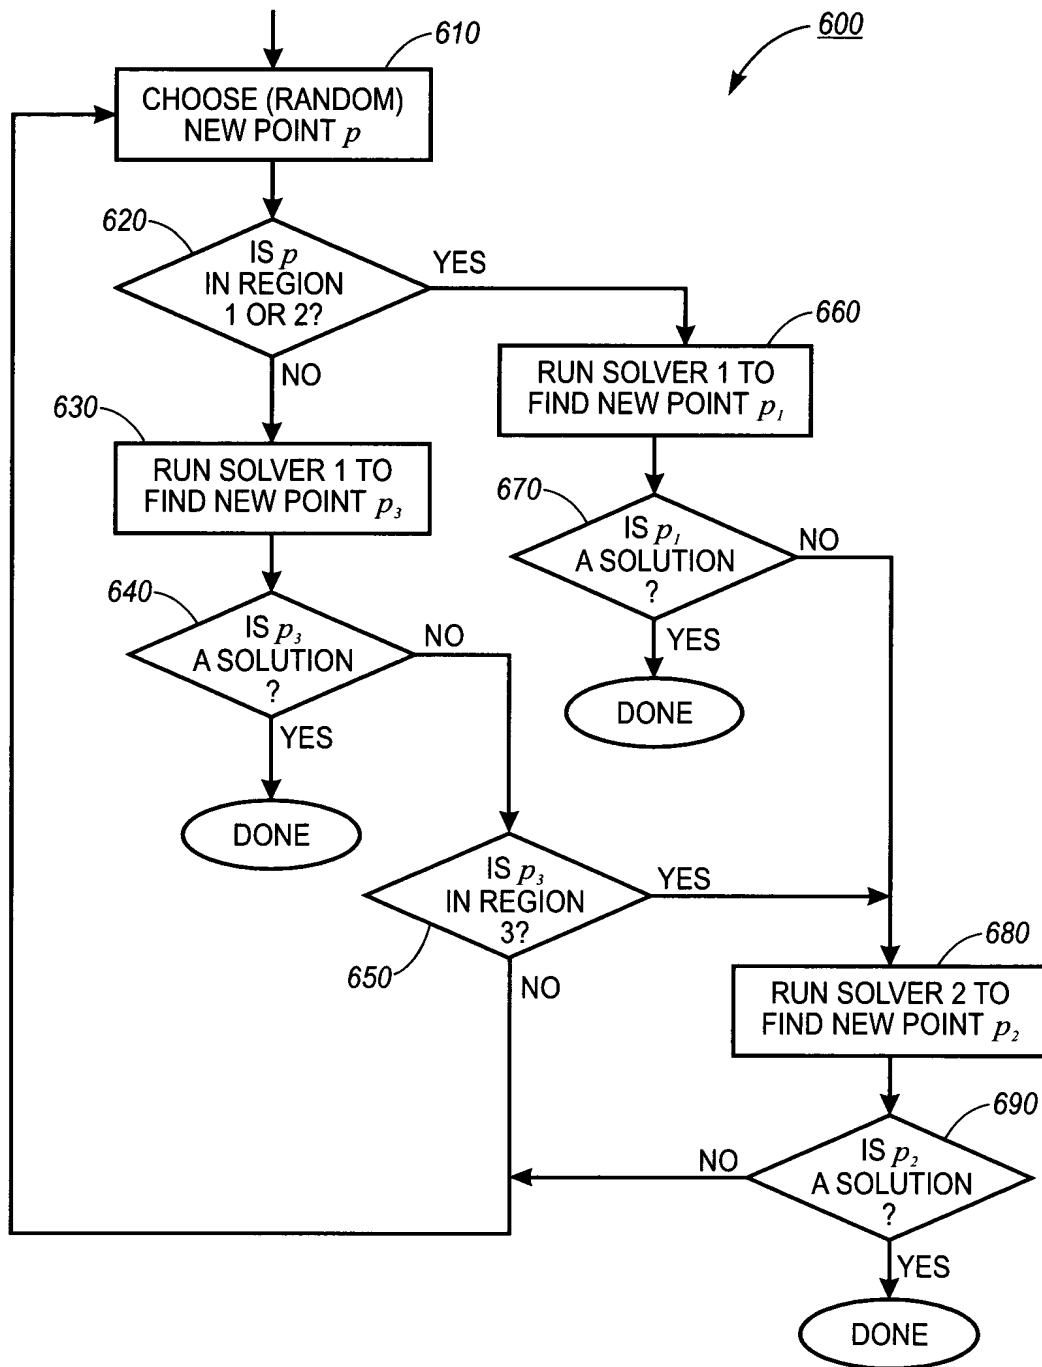 600
610
CHOOSE (RANDOM)
NEW POINT p
620
IS p
IN REGION
1 OR 2?
YES
NO
660
RUN SOLVER 1 TO
FIND NEW POINT p₁
630
RUN SOLVER 1 TO
FIND NEW POINT p₃
670
IS p₁
A SOLUTION
?
NO
YES
DONE
640
IS p₃
A SOLUTION
?
NO
YES
DONE
IS p₃
IN REGION
3?
YES
650
NO
680
RUN SOLVER 2 TO
FIND NEW POINT p₂
690
IS p₂
A SOLUTION
?
NO
YES
DONE